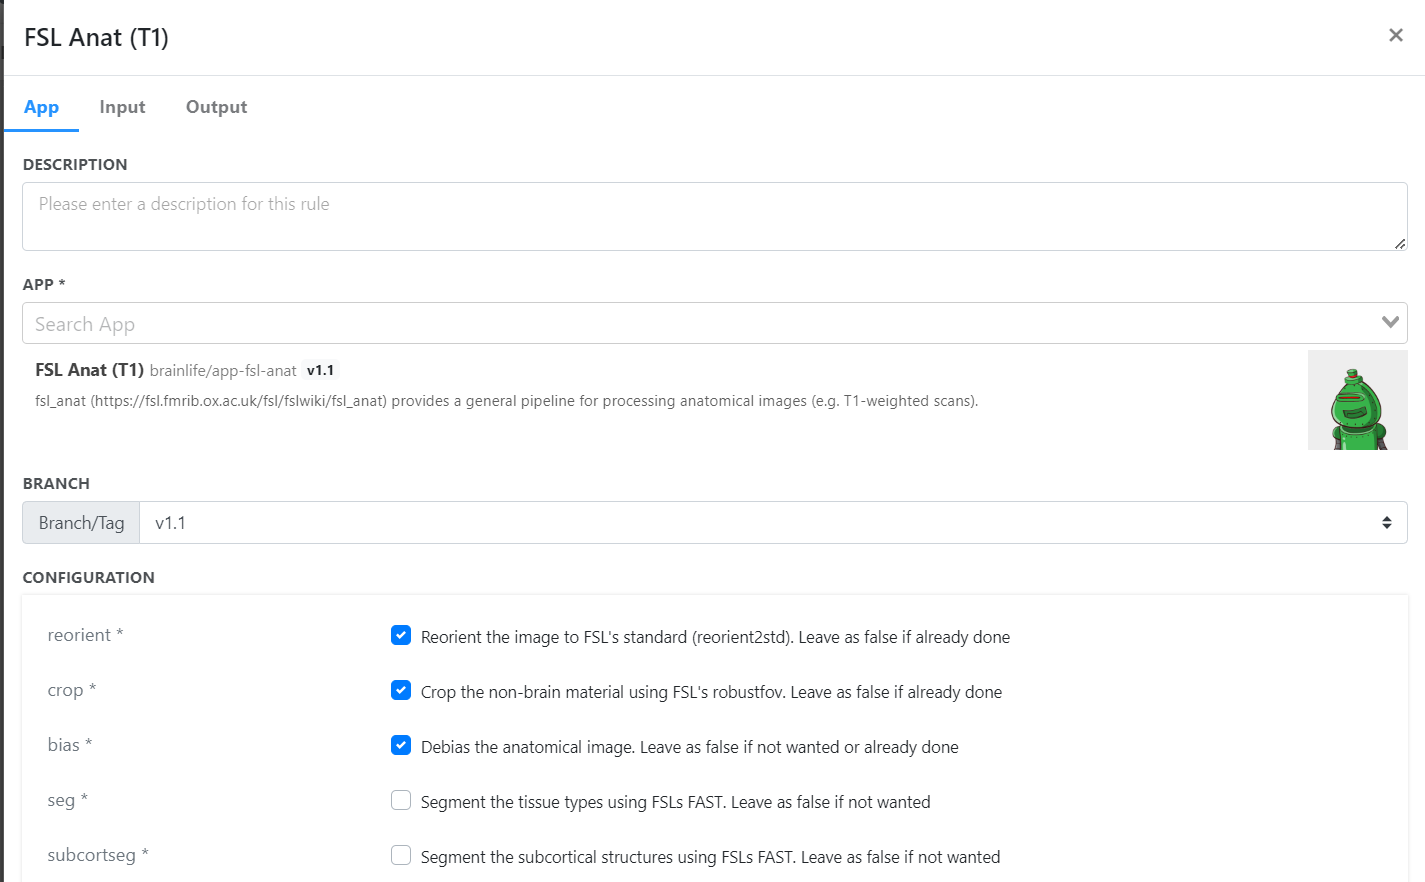 FSL Anat (T1)
App Input Output
DESCRIPTION
Please enter a description for this rule
APP *
Search App
FSL Anat (T1) brainlife/app-fsl-anat v1.1
fsl_anat (https://fsl.fmrib.ox.ac.uk/fsl/fslwiki/fsl_anat) provides a general pipeline for processing anatomical images (e.g. T1-weighted scans).
BRANCH
Branch/Tag v1.1
CONFIGURATION
reorient * Reorient the image to FSL's standard (reorient2std). Leave as false if already done
crop * Crop the non-brain material using FSL's robustfov. Leave as false if already done
bias * Debias the anatomical image. Leave as false if not wanted or already done
seg * Segment the tissue types using FSLs FAST. Leave as false if not wanted
subcortseg * Segment the subcortical structures using FSLs FAST. Leave as false if not wanted